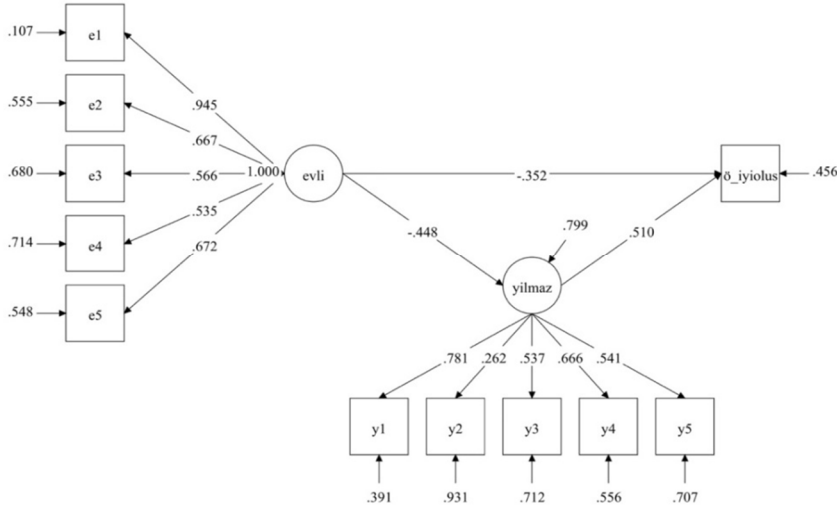 .107
e1
.945
.555
e2
.667
.680
e3
.566
1.000
evli
-.352
ö_iyiolus
.456
.535
.714
e4
.672
.548
e5
-.448
.799
.510
yilmaz
.781
.262
.537
.666
.541
y1
y2
y3
y4
y5
.391
.931
.712
.556
.707